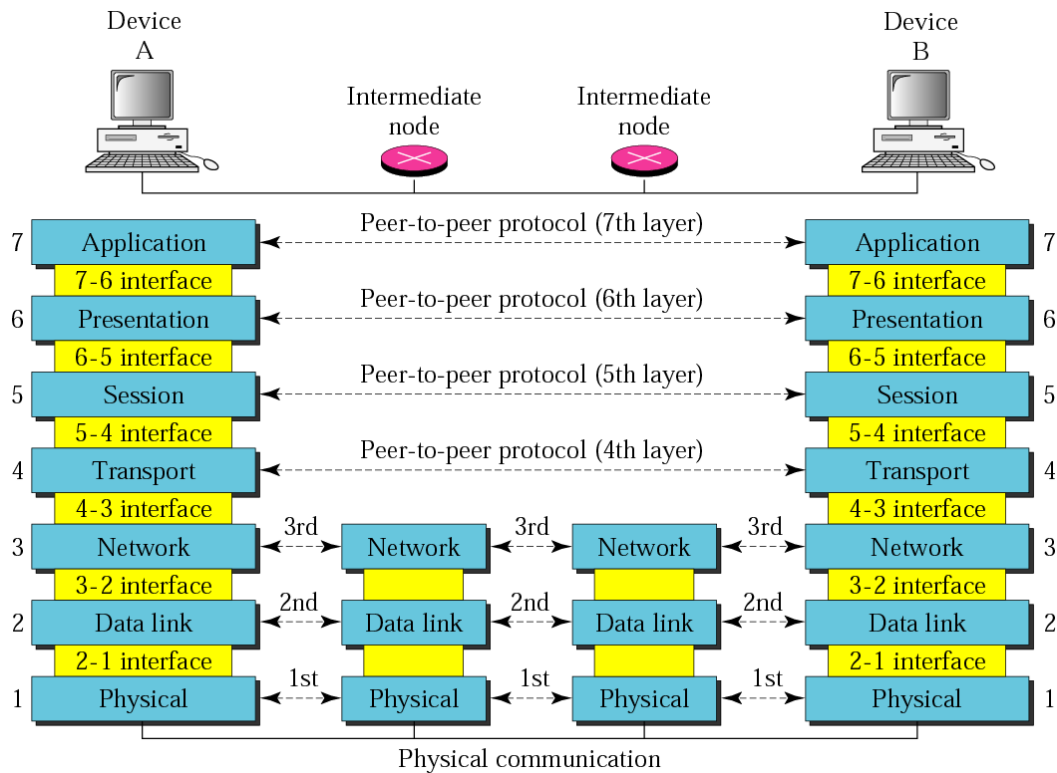 Device
A
Device
B
Intermediate
node
Intermediate
node
7 Application Peer-to-peer protocol (7th layer) Application 7
7-6 interface 7-6 interface
6 Presentation Peer-to-peer protocol (6th layer) Presentation 6
6-5 interface 6-5 interface
5 Session Peer-to-peer protocol (5th layer) Session 5
5-4 interface 5-4 interface
4 Transport Peer-to-peer protocol (4th layer) Transport 4
4-3 interface 4-3 interface
3 Network 3rd Network 3rd Network 3rd Network 3
3-2 interface 3-2 interface
2 Data link 2nd Data link 2nd Data link 2nd Data link 2
2-1 interface 2-1 interface
1 Physical 1st Physical 1st Physical 1st Physical 1
Physical communication